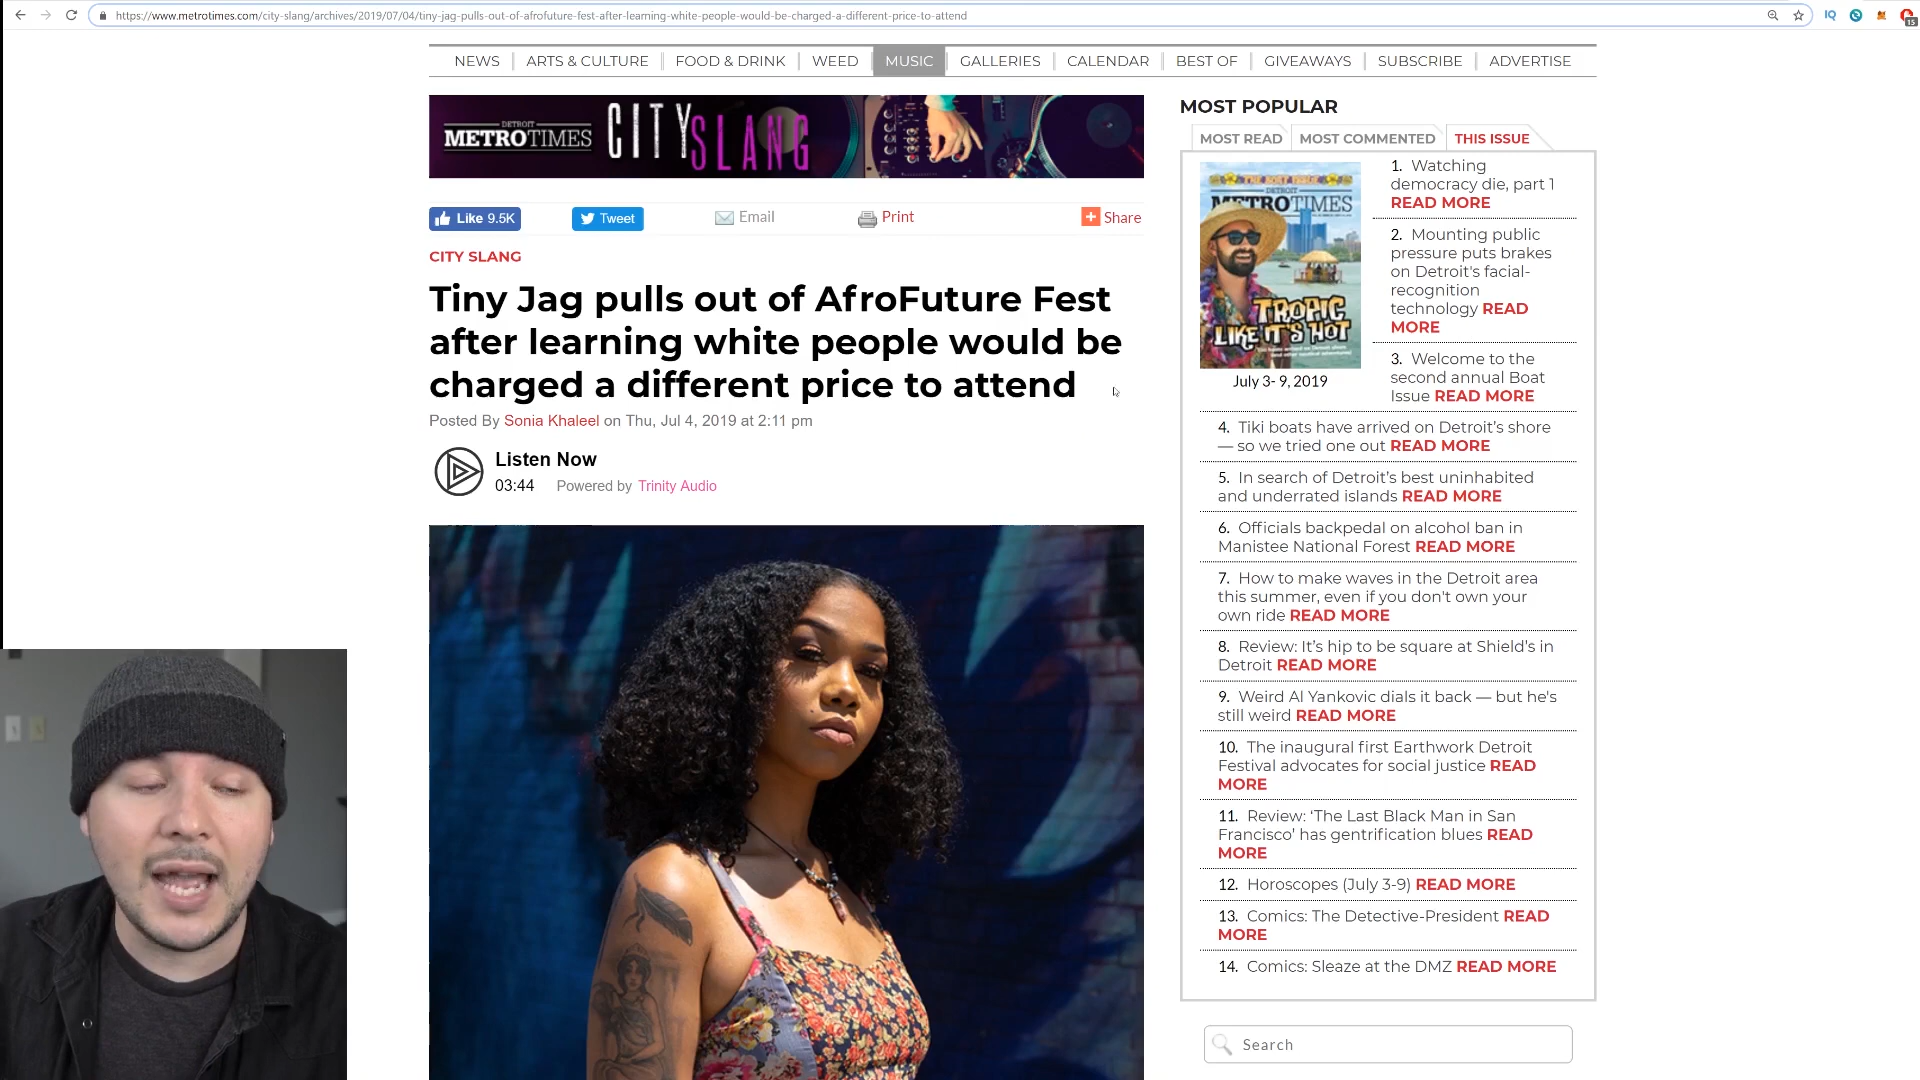 https://www.metrotimes.com/city-slang/archives/2019/07/04/tiny-jag-pulls-out-of-afrofuture-fest-after-learning-white-people-would-be-charged-a-different-price-to-attend
IQ
15
NEWS
ARTS & CULTURE
FOOD & DRINK
WEED
MUSIC
GALLERIES
CALENDAR
BEST OF
GIVEAWAYS
SUBSCRIBE
ADVERTISE
DETROIT
METROTIMES
CITY SLANG
Like 9.5K
Tweet
Email
Print
Share
CITY SLANG
Tiny Jag pulls out of AfroFuture Fest
after learning white people would be
charged a different price to attend
Posted By Sonia Khaleel on Thu, Jul 4, 2019 at 2:11 pm
Listen Now
03:44 Powered by Trinity Audio
MOST POPULAR
MOST READ
MOST COMMENTED
THIS ISSUE
THE BOAT ISSUE
DETROIT
METROTIMES
TROPIC
LIKE IT'S HOT
July 3- 9, 2019
1. Watching
democracy die, part 1
READ MORE
2. Mounting public
pressure puts brakes
on Detroit's facial-
recognition
technology READ
MORE
3. Welcome to the
second annual Boat
Issue READ MORE
4. Tiki boats have arrived on Detroit’s shore
— so we tried one out READ MORE
5. In search of Detroit’s best uninhabited
and underrated islands READ MORE
6. Officials backpedal on alcohol ban in
Manistee National Forest READ MORE
7. How to make waves in the Detroit area
this summer, even if you don't own your
own ride READ MORE
8. Review: It’s hip to be square at Shield’s in
Detroit READ MORE
9. Weird Al Yankovic dials it back — but he's
still weird READ MORE
10. The inaugural first Earthwork Detroit
Festival advocates for social justice READ
MORE
11. Review: ‘The Last Black Man in San
Francisco’ has gentrification blues READ
MORE
12. Horoscopes (July 3-9) READ MORE
13. Comics: The Detective-President READ
MORE
14. Comics: Sleaze at the DMZ READ MORE
Search